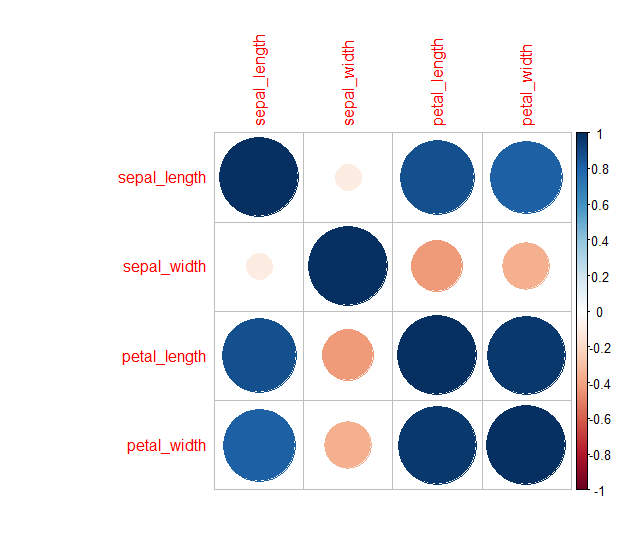 sepal_length
sepal_width
petal_length
petal_width
sepal_length
sepal_width
petal_length
petal_width
1
0.8
0.6
0.4
0.2
0
-0.2
-0.4
-0.6
-0.8
-1